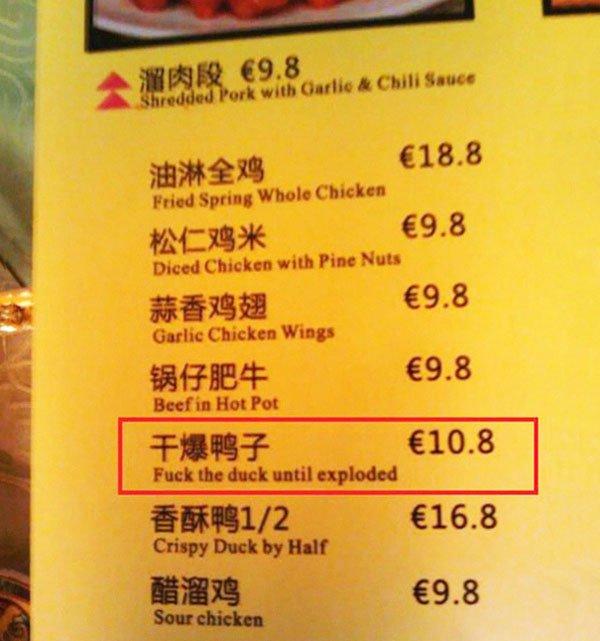 溜肉段 €9.8
Shredded Pork with Garlic & Chili Sauce
油淋全鸡 €18.8
Fried Spring Whole Chicken
松仁鸡米 €9.8
Diced Chicken with Pine Nuts
蒜香鸡翅 €9.8
Garlic Chicken Wings
锅仔肥牛 €9.8
Beef in Hot Pot
干爆鸭子 €10.8
Fuck the duck until exploded
香酥鸭1/2 €16.8
Crispy Duck by Half
醋溜鸡 €9.8
Sour chicken